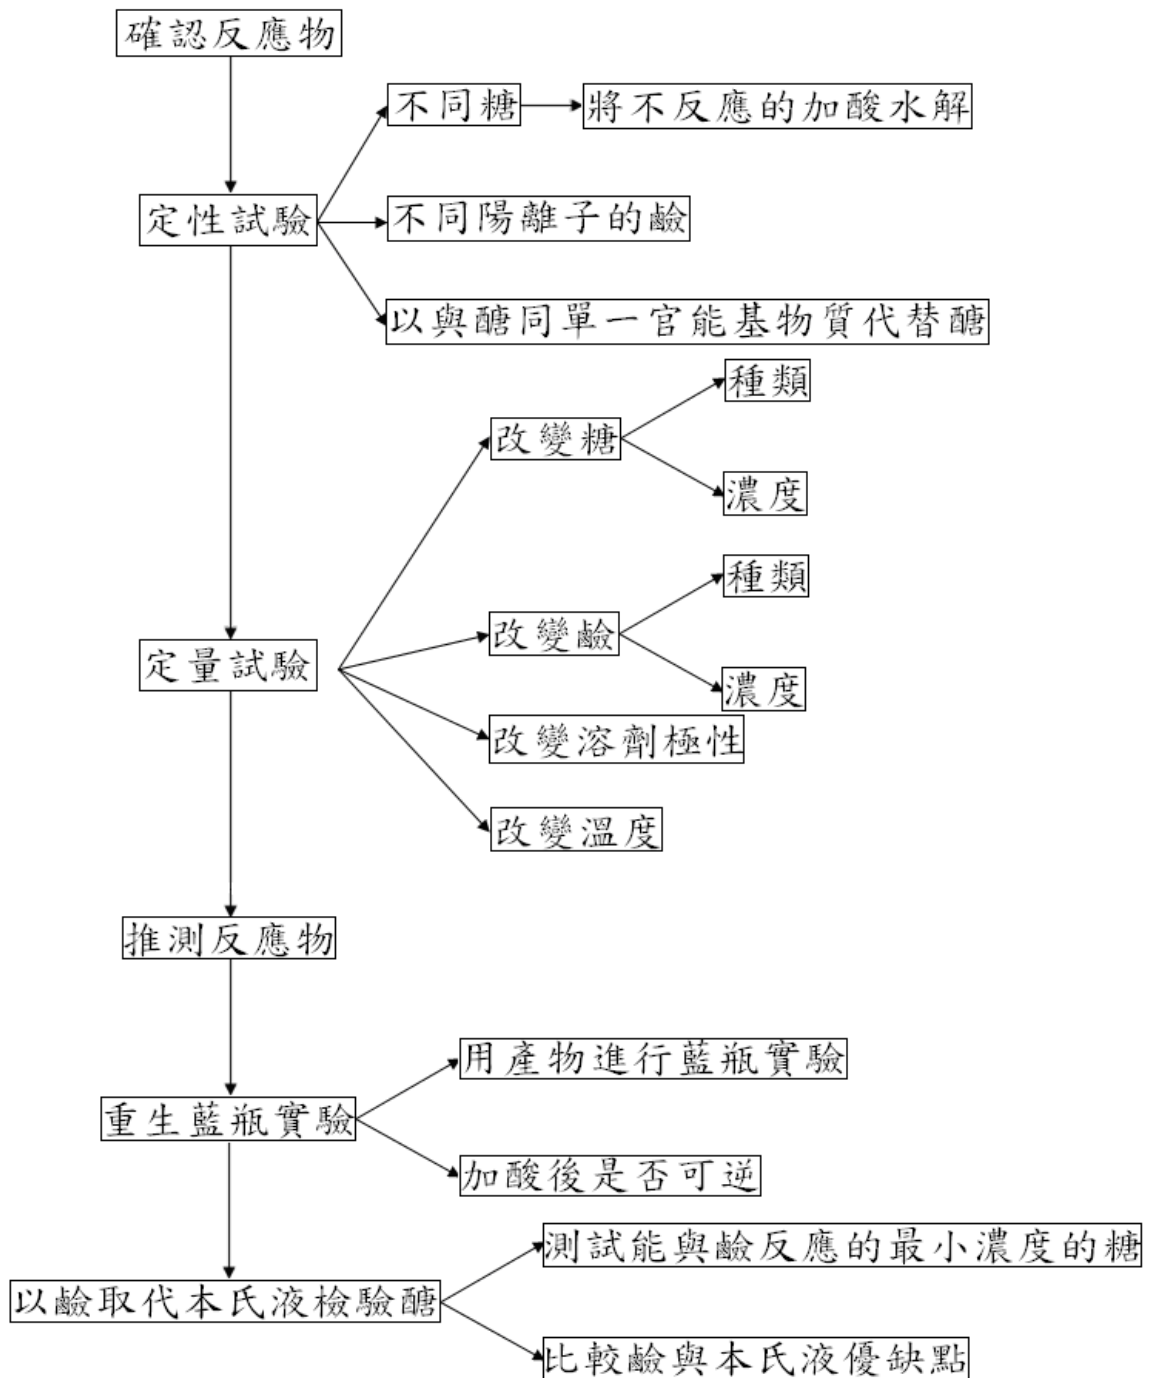 確認反應物
不同糖
將不反應的加酸水解
定性試驗
不同陽離子的鹼
以與醣同單一官能基物質代替醣
種類
改變糖
濃度
種類
改變鹼
定量試驗
濃度
改變溶劑極性
改變溫度
推測反應物
用產物進行藍瓶實驗
重生藍瓶實驗
加酸後是否可逆
測試能與鹼反應的最小濃度的糖
以鹼取代本氏液檢驗醣
比較鹼與本氏液優缺點